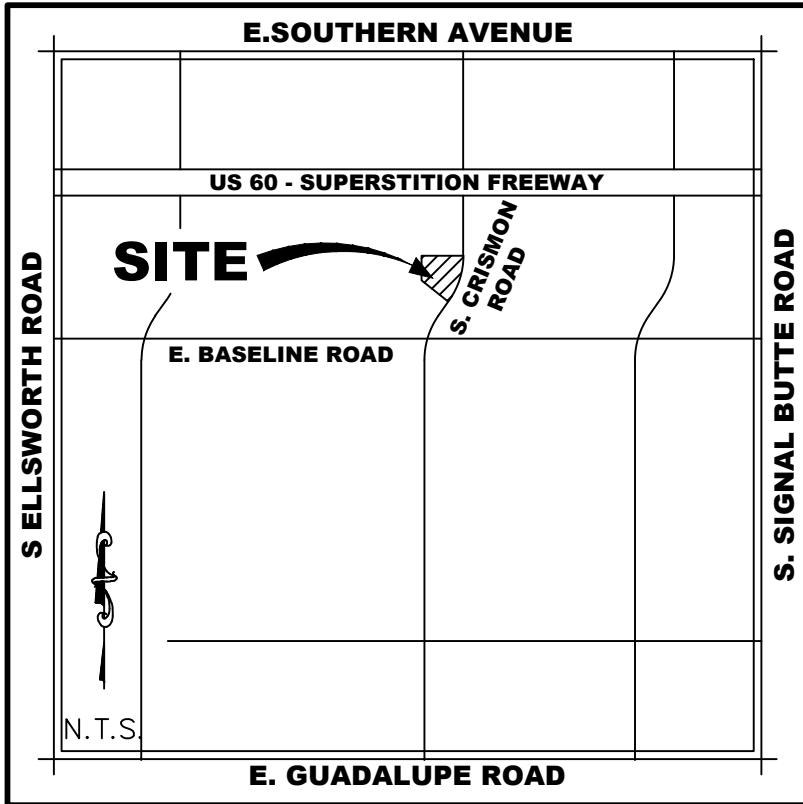 E.SOUTHERN AVENUE
US 60 - SUPERSTITION FREEWAY
SITE
S. CRISMON
ROAD
E. BASELINE ROAD
S ELLSWORTH ROAD
S. SIGNAL BUTTE ROAD
N.T.S.
E. GUADALUPE ROAD